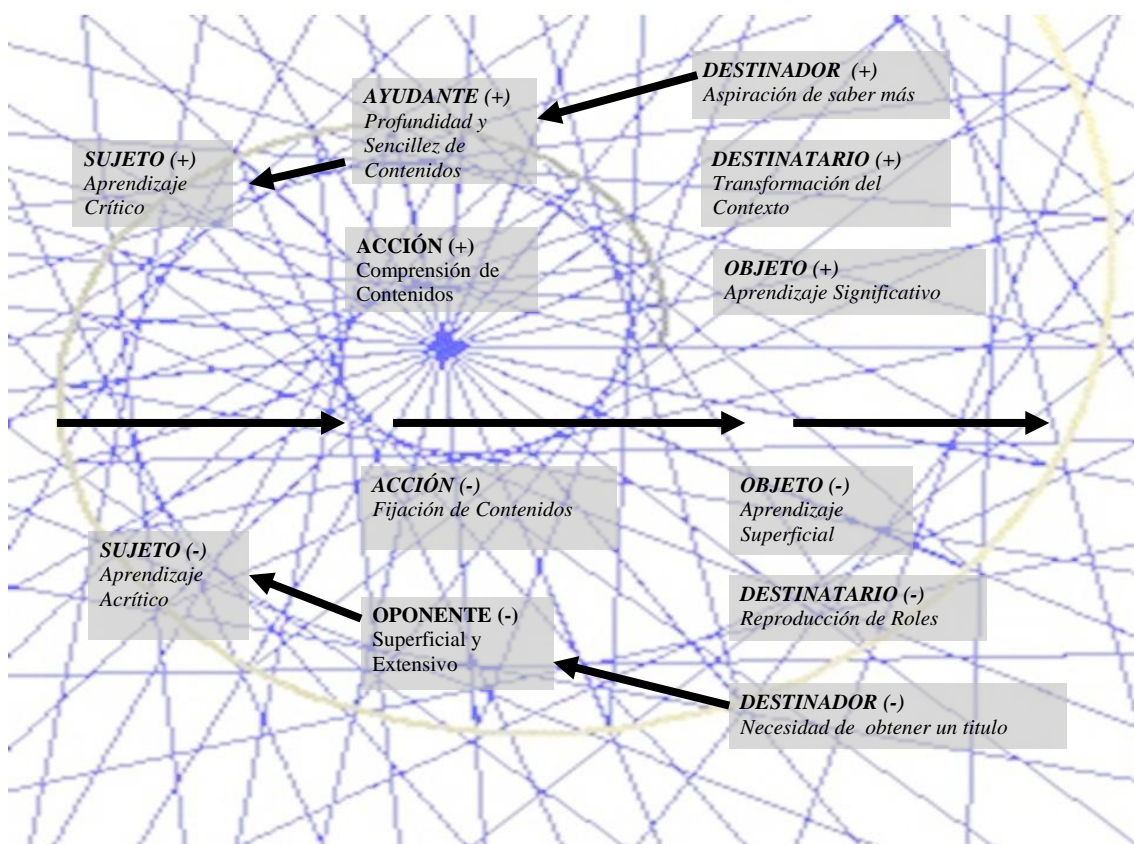 DESTINADOR (+)
Aspiración de saber más
AYUDANTE (+)
Profundidad y
Sencillez de
Contenidos
SUJETO (+)
Aprendizaje
Crítico
DESTINATARIO (+)
Transformación del
Contexto
ACCIÓN (+)
Comprensión de
Contenidos
OBJETO (+)
Aprendizaje Significativo
ACCIÓN (-)
Fijación de Contenidos
OBJETO (-)
Aprendizaje
Superficial
SUJETO (-)
Aprendizaje
Acrítico
DESTINATARIO (-)
Reproducción de Roles
OPONENTE (-)
Superficial y
Extensivo
DESTINADOR (-)
Necesidad de obtener un titulo